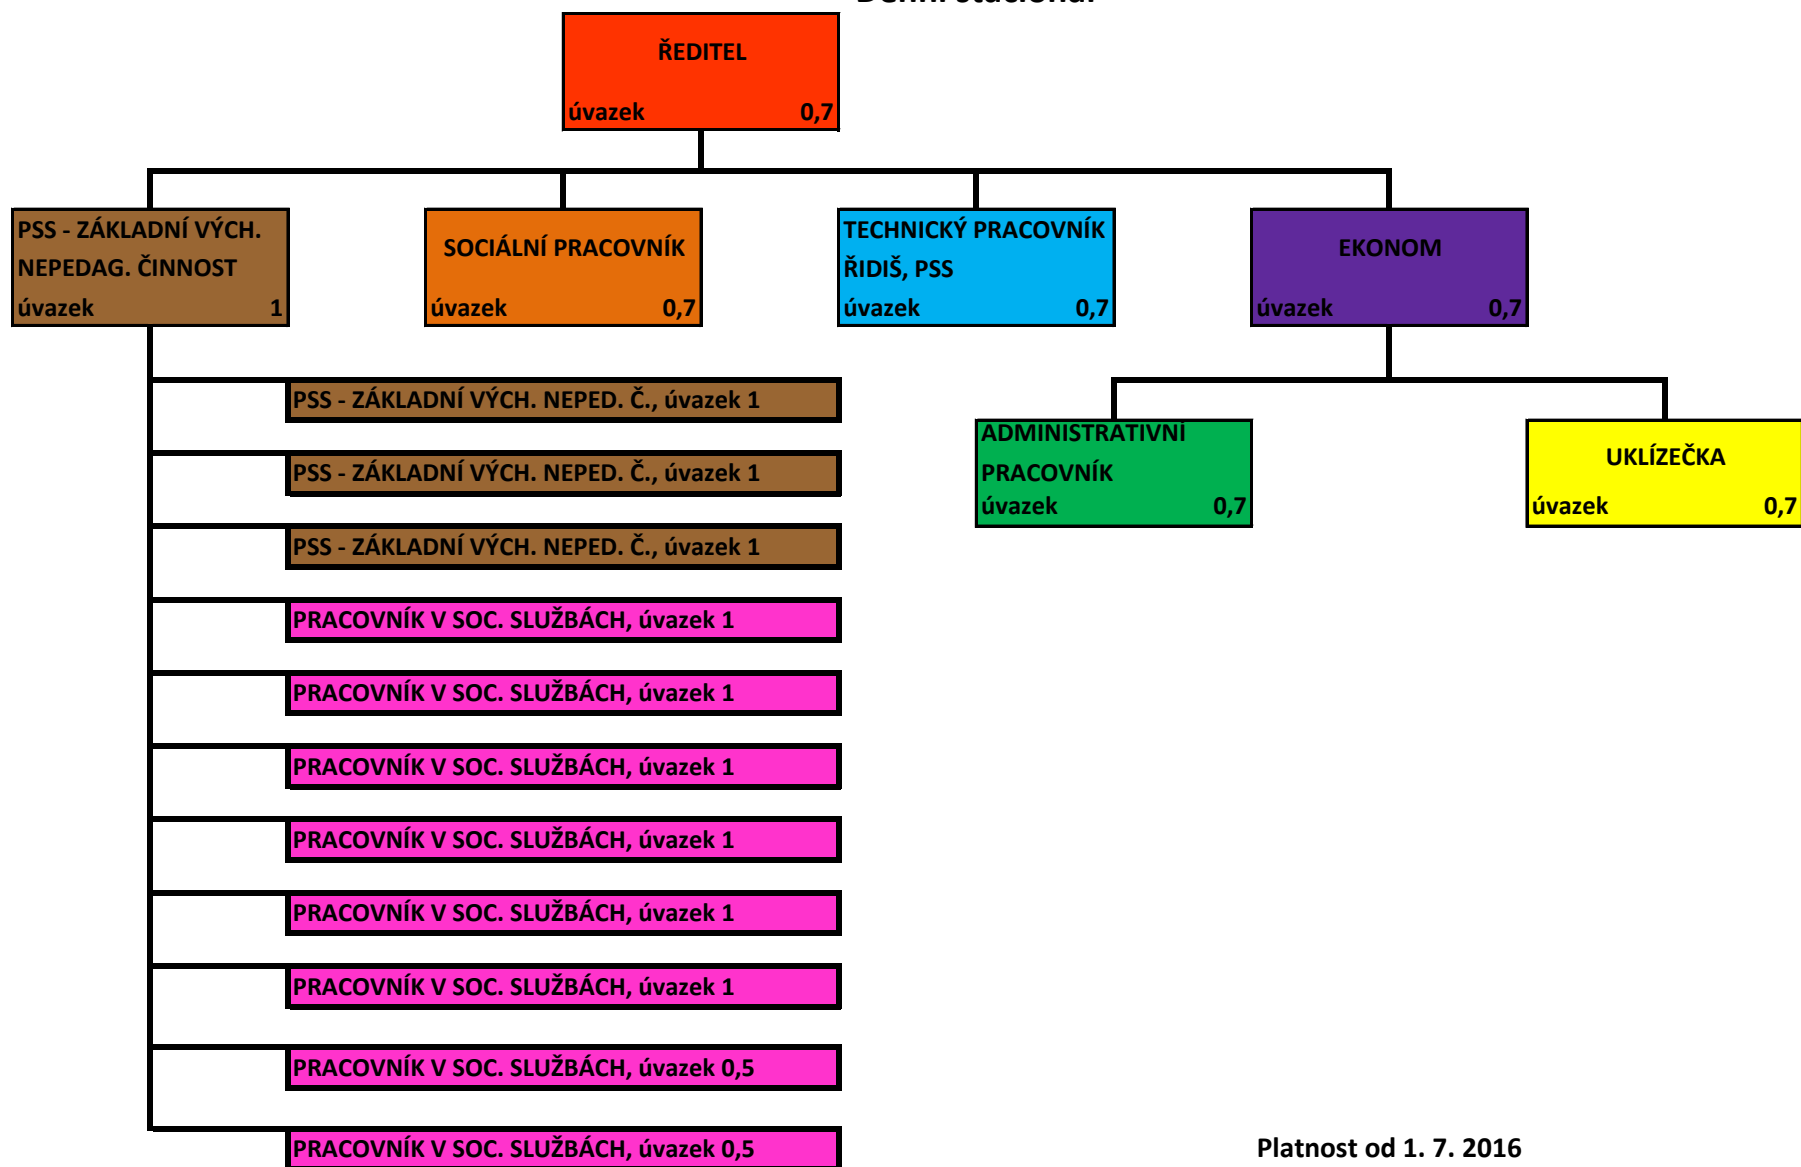 Denní stacionář
ŘEDITEL
úvazek 0,7
PSS - ZÁKLADNÍ VÝCH.
NEPEDAG. ČINNOST
úvazek 1
SOCIÁLNÍ PRACOVNÍK
úvazek 0,7
TECHNICKÝ PRACOVNÍK
ŘIDIŠ, PSS
úvazek 0,7
EKONOM
úvazek 0,7
PSS - ZÁKLADNÍ VÝCH. NEPED. Č., úvazek 1
PSS - ZÁKLADNÍ VÝCH. NEPED. Č., úvazek 1
PSS - ZÁKLADNÍ VÝCH. NEPED. Č., úvazek 1
PRACOVNÍK V SOC. SLUŽBÁCH, úvazek 1
PRACOVNÍK V SOC. SLUŽBÁCH, úvazek 1
PRACOVNÍK V SOC. SLUŽBÁCH, úvazek 1
PRACOVNÍK V SOC. SLUŽBÁCH, úvazek 1
PRACOVNÍK V SOC. SLUŽBÁCH, úvazek 1
PRACOVNÍK V SOC. SLUŽBÁCH, úvazek 1
PRACOVNÍK V SOC. SLUŽBÁCH, úvazek 0,5
PRACOVNÍK V SOC. SLUŽBÁCH, úvazek 0,5
ADMINISTRATIVNÍ
PRACOVNÍK
úvazek 0,7
UKLÍZEČKA
úvazek 0,7
Platnost od 1. 7. 2016